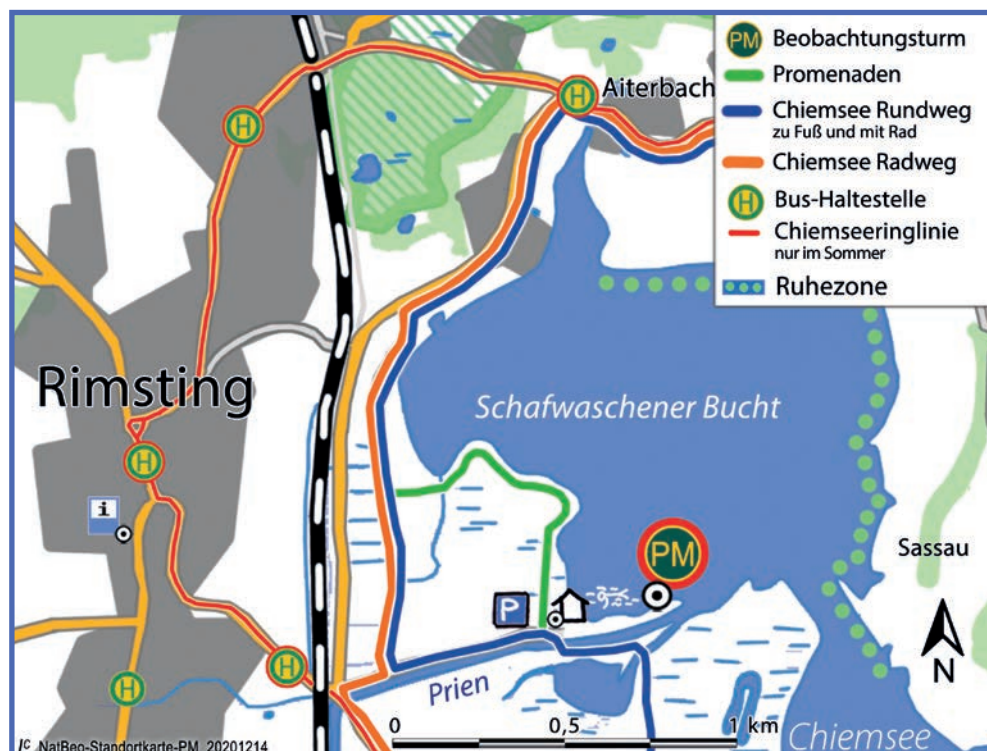 PM Beobachtungsturm
Promenaden
Chiemsee Rundweg
zu Fuß und mit Rad
Chiemsee Radweg
H Bus-Haltestelle
Chiemseeringlinie
nur im Sommer
Ruhezone
H Aiterbach
H
Rimsting
Schafwaschener Bucht
H
i
PM
Sassau
P
N
H
H
Prien
0 0,5 1 km
Chiemsee
JC NatBeo-Standortkarte-PM_20201214